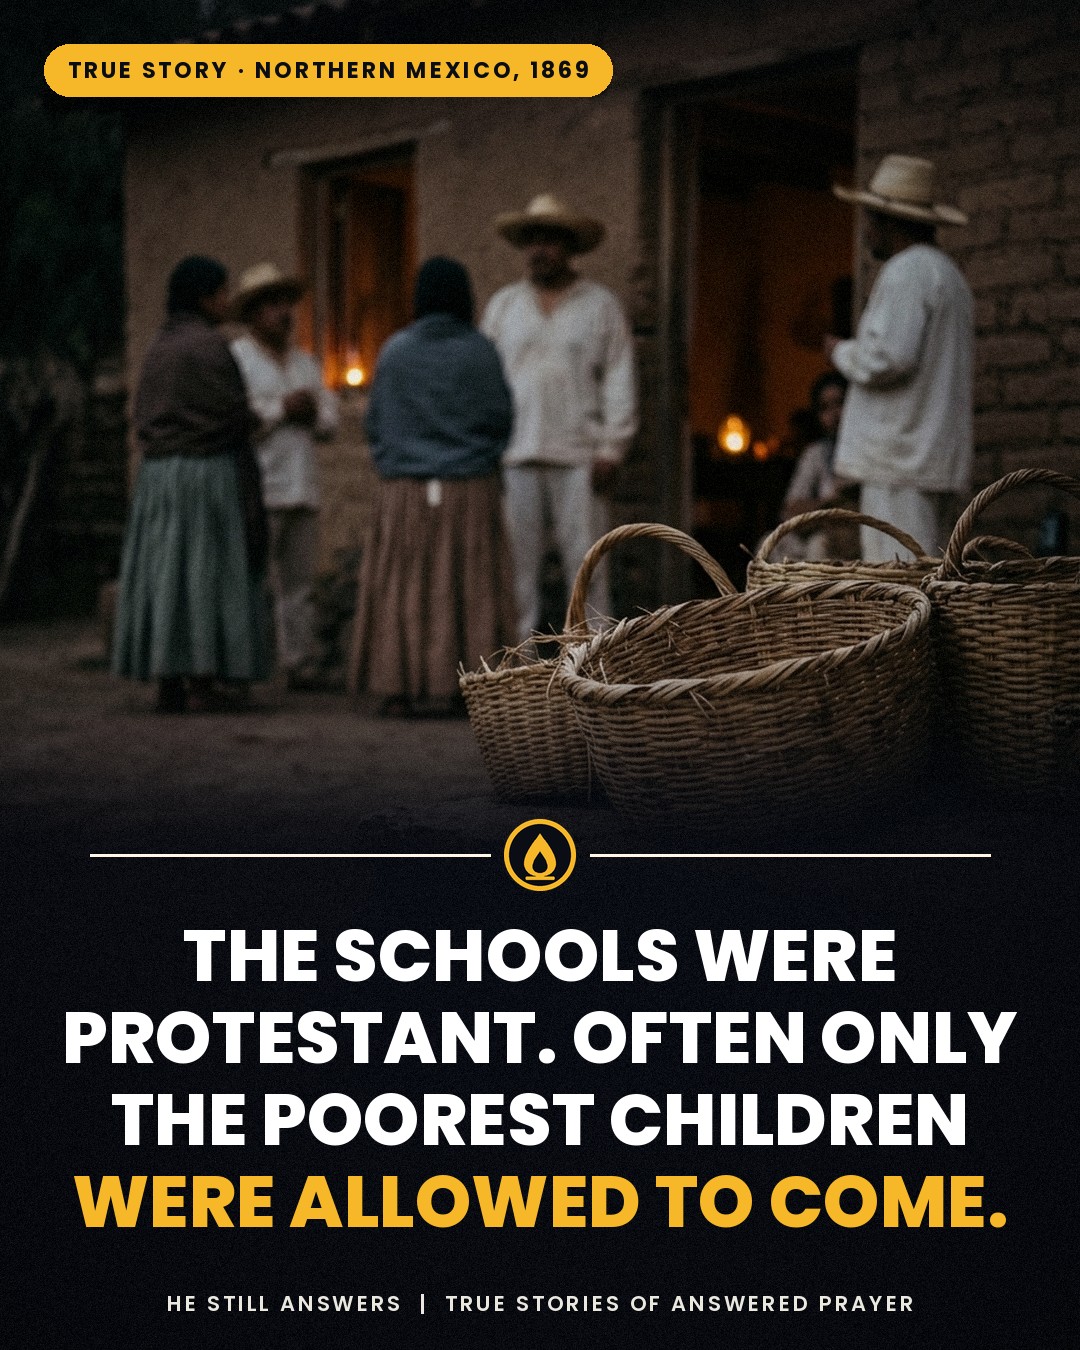 TRUE STORY · NORTHERN MEXICO, 1869
THE SCHOOLS WERE
PROTESTANT. OFTEN ONLY
THE POOREST CHILDREN
WERE ALLOWED TO COME.
HE STILL ANSWERS | TRUE STORIES OF ANSWERED PRAYER